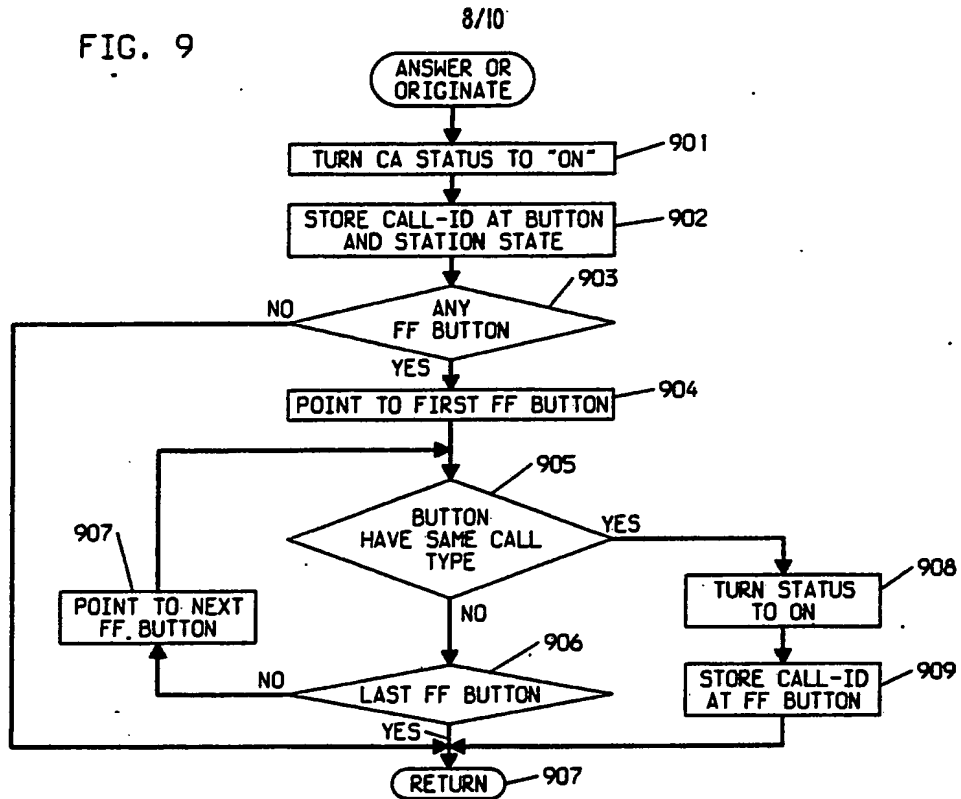 8/10
FIG. 9
ANSWER OR
ORIGINATE
TURN CA STATUS TO "ON"
901
STORE CALL-ID AT BUTTON
AND STATION STATE
902
903
NO
ANY
FF BUTTON
YES
POINT TO FIRST FF BUTTON
904
905
BUTTON
HAVE SAME CALL
TYPE
YES
907
POINT TO NEXT
FF. BUTTON
NO
TURN STATUS
TO ON
908
906
NO
LAST FF BUTTON
STORE CALL-ID
AT FF BUTTON
909
YES
RETURN
907